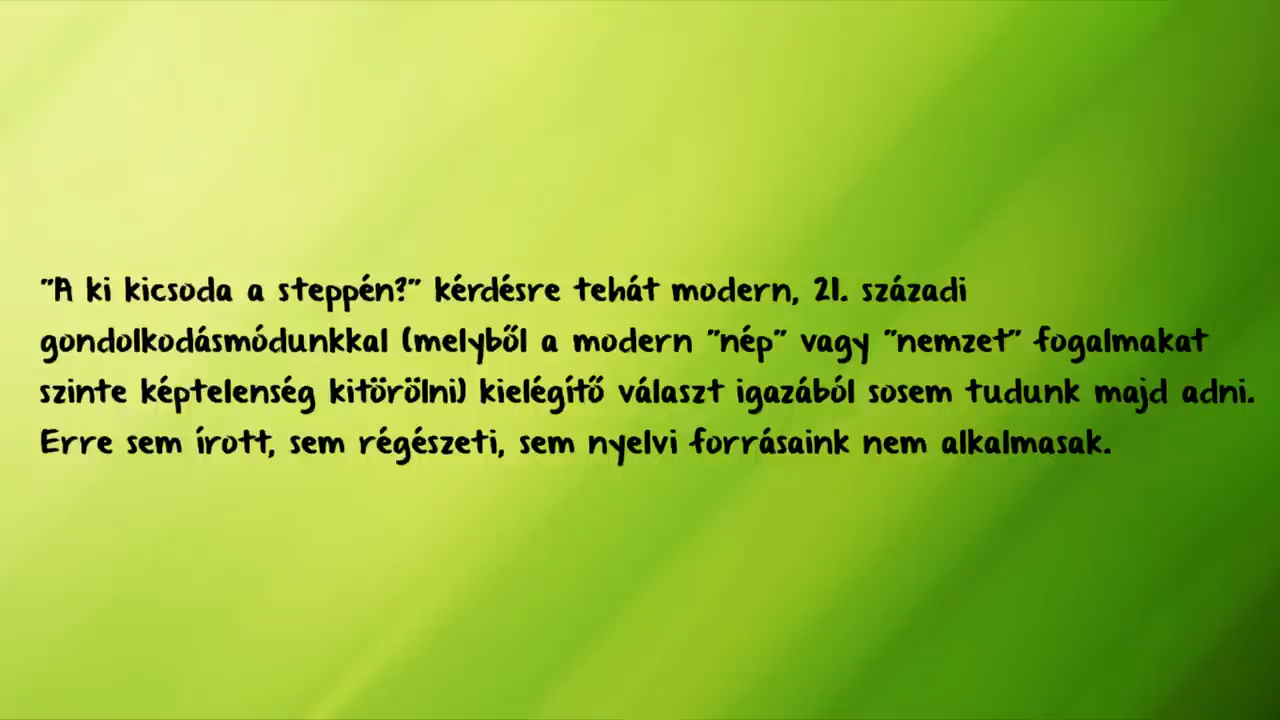 "A ki kicsoda a steppén?" kérdésre tehát modern, 21. századi
gondolkodásmódunkkal (melyből a modern "nép" vagy "nemzet" fogalmakat
szinte képtelenség kitörölni) kielégítő választ igazából sosem tudunk majd adni.
Erre sem írott, sem régészeti, sem nyelvi forrásaink nem alkalmasak.